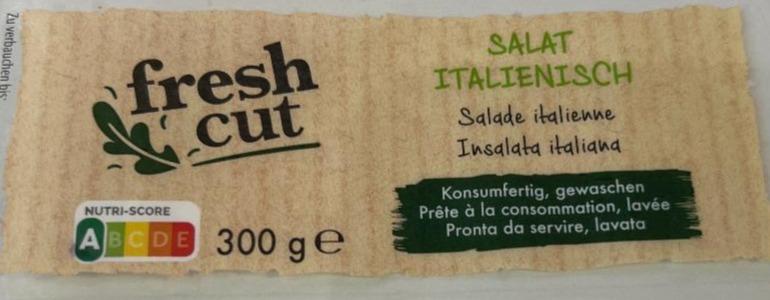 Zu verbrauchen bis:
fresh
cut
NUTRI-SCORE
A B C D E
300 g e
SALAT
ITALIENISCH
Salade italienne
Insalata italiana
Konsumfertig, gewaschen
Prête à la consommation, lavée
Pronta da servire, lavata